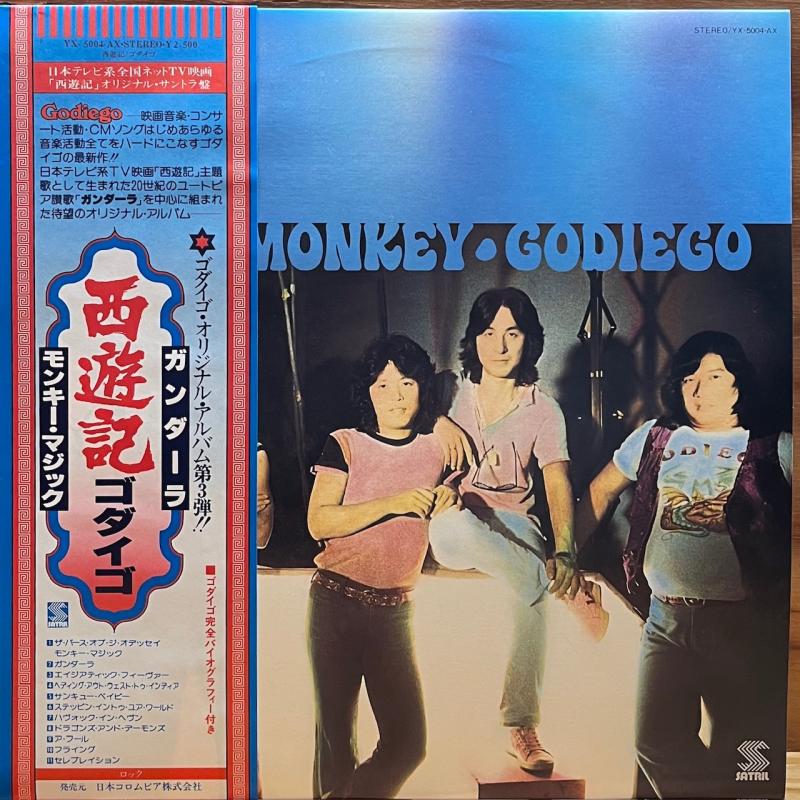 YX-5004-AX・STEREO・¥2,500
西遊記/ゴダイゴ
日本テレビ系全国ネットTV映画
「西遊記」オリジナル・サントラ盤
Godiego──映画音楽・コンサ
ート活動・CMソングはじめあらゆる
音楽活動全てをハードにこなすゴダ
イゴの最新作!!
日本テレビ系TV映画「西遊記」主題
歌として生まれた20世紀のユートピ
ア讃歌「ガンダーラ」を中心に組まれ
た待望のオリジナル・アルバム──
ゴダイゴ・オリジナル・アルバム第3弾!!
ガンダーラ
西遊記 ゴダイゴ
モンキー・マジック
■ゴダイゴ完全バイオグラフィー付き
SATRIL
1 ザ・バース・オブ・ジ・オデッセイ
モンキー・マジック
2 ガンダーラ
3 エイジアティック・フィーヴァー
4 ヘディング・アウト・ウェスト・トゥ・インディア
5 サンキュー・ベイビー
6 ステッピン・イントゥ・ユア・ワールド
7 ハヴォック・イン・ヘヴン
8 ドラゴンズ・アンド・デーモンズ
9 ア・フール
10 フライング
11 セレブレイション
ロック
発売元 日本コロムビア株式会社
STEREO/YX-5004-AX
MONKEY・GODIEGO
ODIEG
SATRIL